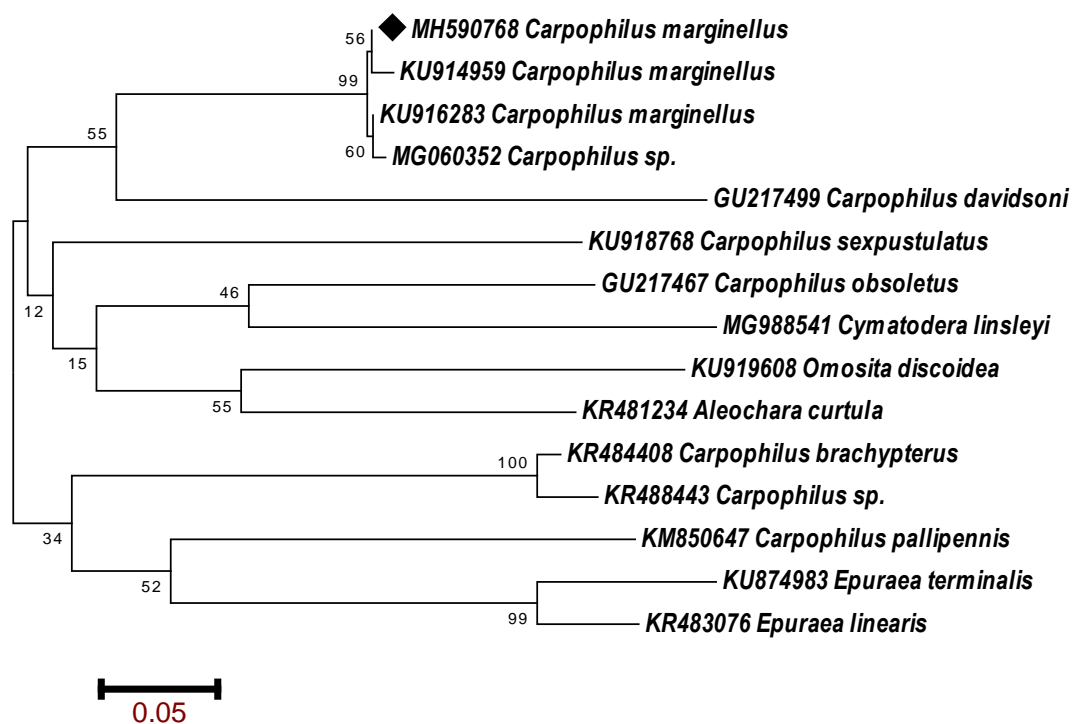 56
MH590768 Carpophilus marginellus
KU914959 Carpophilus marginellus
99
KU916283 Carpophilus marginellus
55
60
MG060352 Carpophilus sp.
GU217499 Carpophilus davidsoni
KU918768 Carpophilus sexpustulatus
46
GU217467 Carpophilus obsoletus
12
MG988541 Cymatodera linsleyi
15
KU919608 Omosita discoidea
55
KR481234 Aleochara curtula
100
KR484408 Carpophilus brachypterus
KR488443 Carpophilus sp.
34
KM850647 Carpophilus pallipennis
52
KU874983 Epuraea terminalis
99
KR483076 Epuraea linearis
0.05